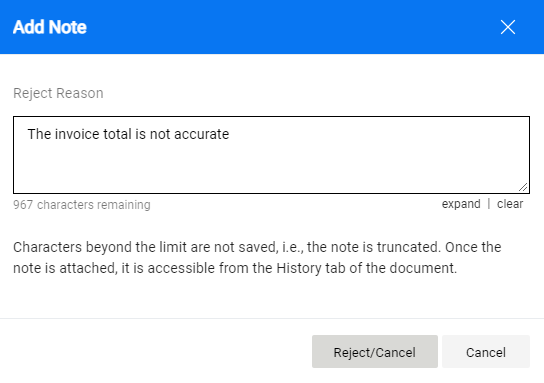 Add Note
Reject Reason
The invoice total is not accurate
967 characters remaining
expand | clear
Characters beyond the limit are not saved, i.e., the note is truncated. Once the
note is attached, it is accessible from the History tab of the document.
Reject/Cancel
Cancel